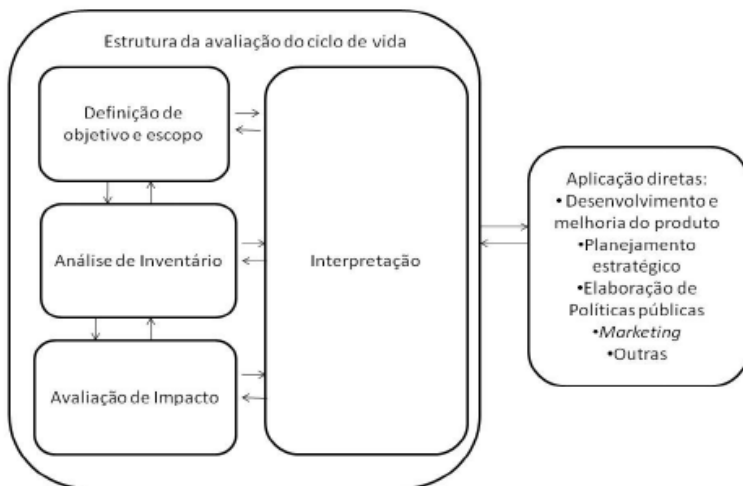 Estrutura da avaliação do ciclo de vida
Definição de
objetivo e escopo
Análise de Inventário
Avaliação de Impacto
Interpretação
Aplicação diretas:
•Desenvolvimento e
melhoria do produto
•Planejamento
estratégico
•Elaboração de
Políticas públicas
•Marketing
•Outras